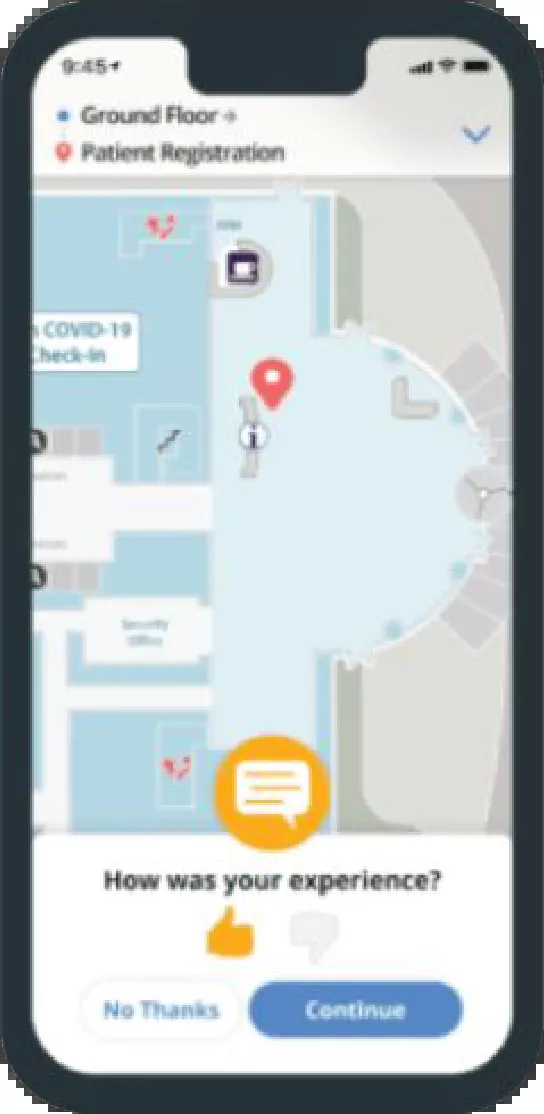 9:45
Ground Floor
Patient Registration
COVID-19
Check-In
i
Security
Office
How was your experience?
No Thanks
Continue